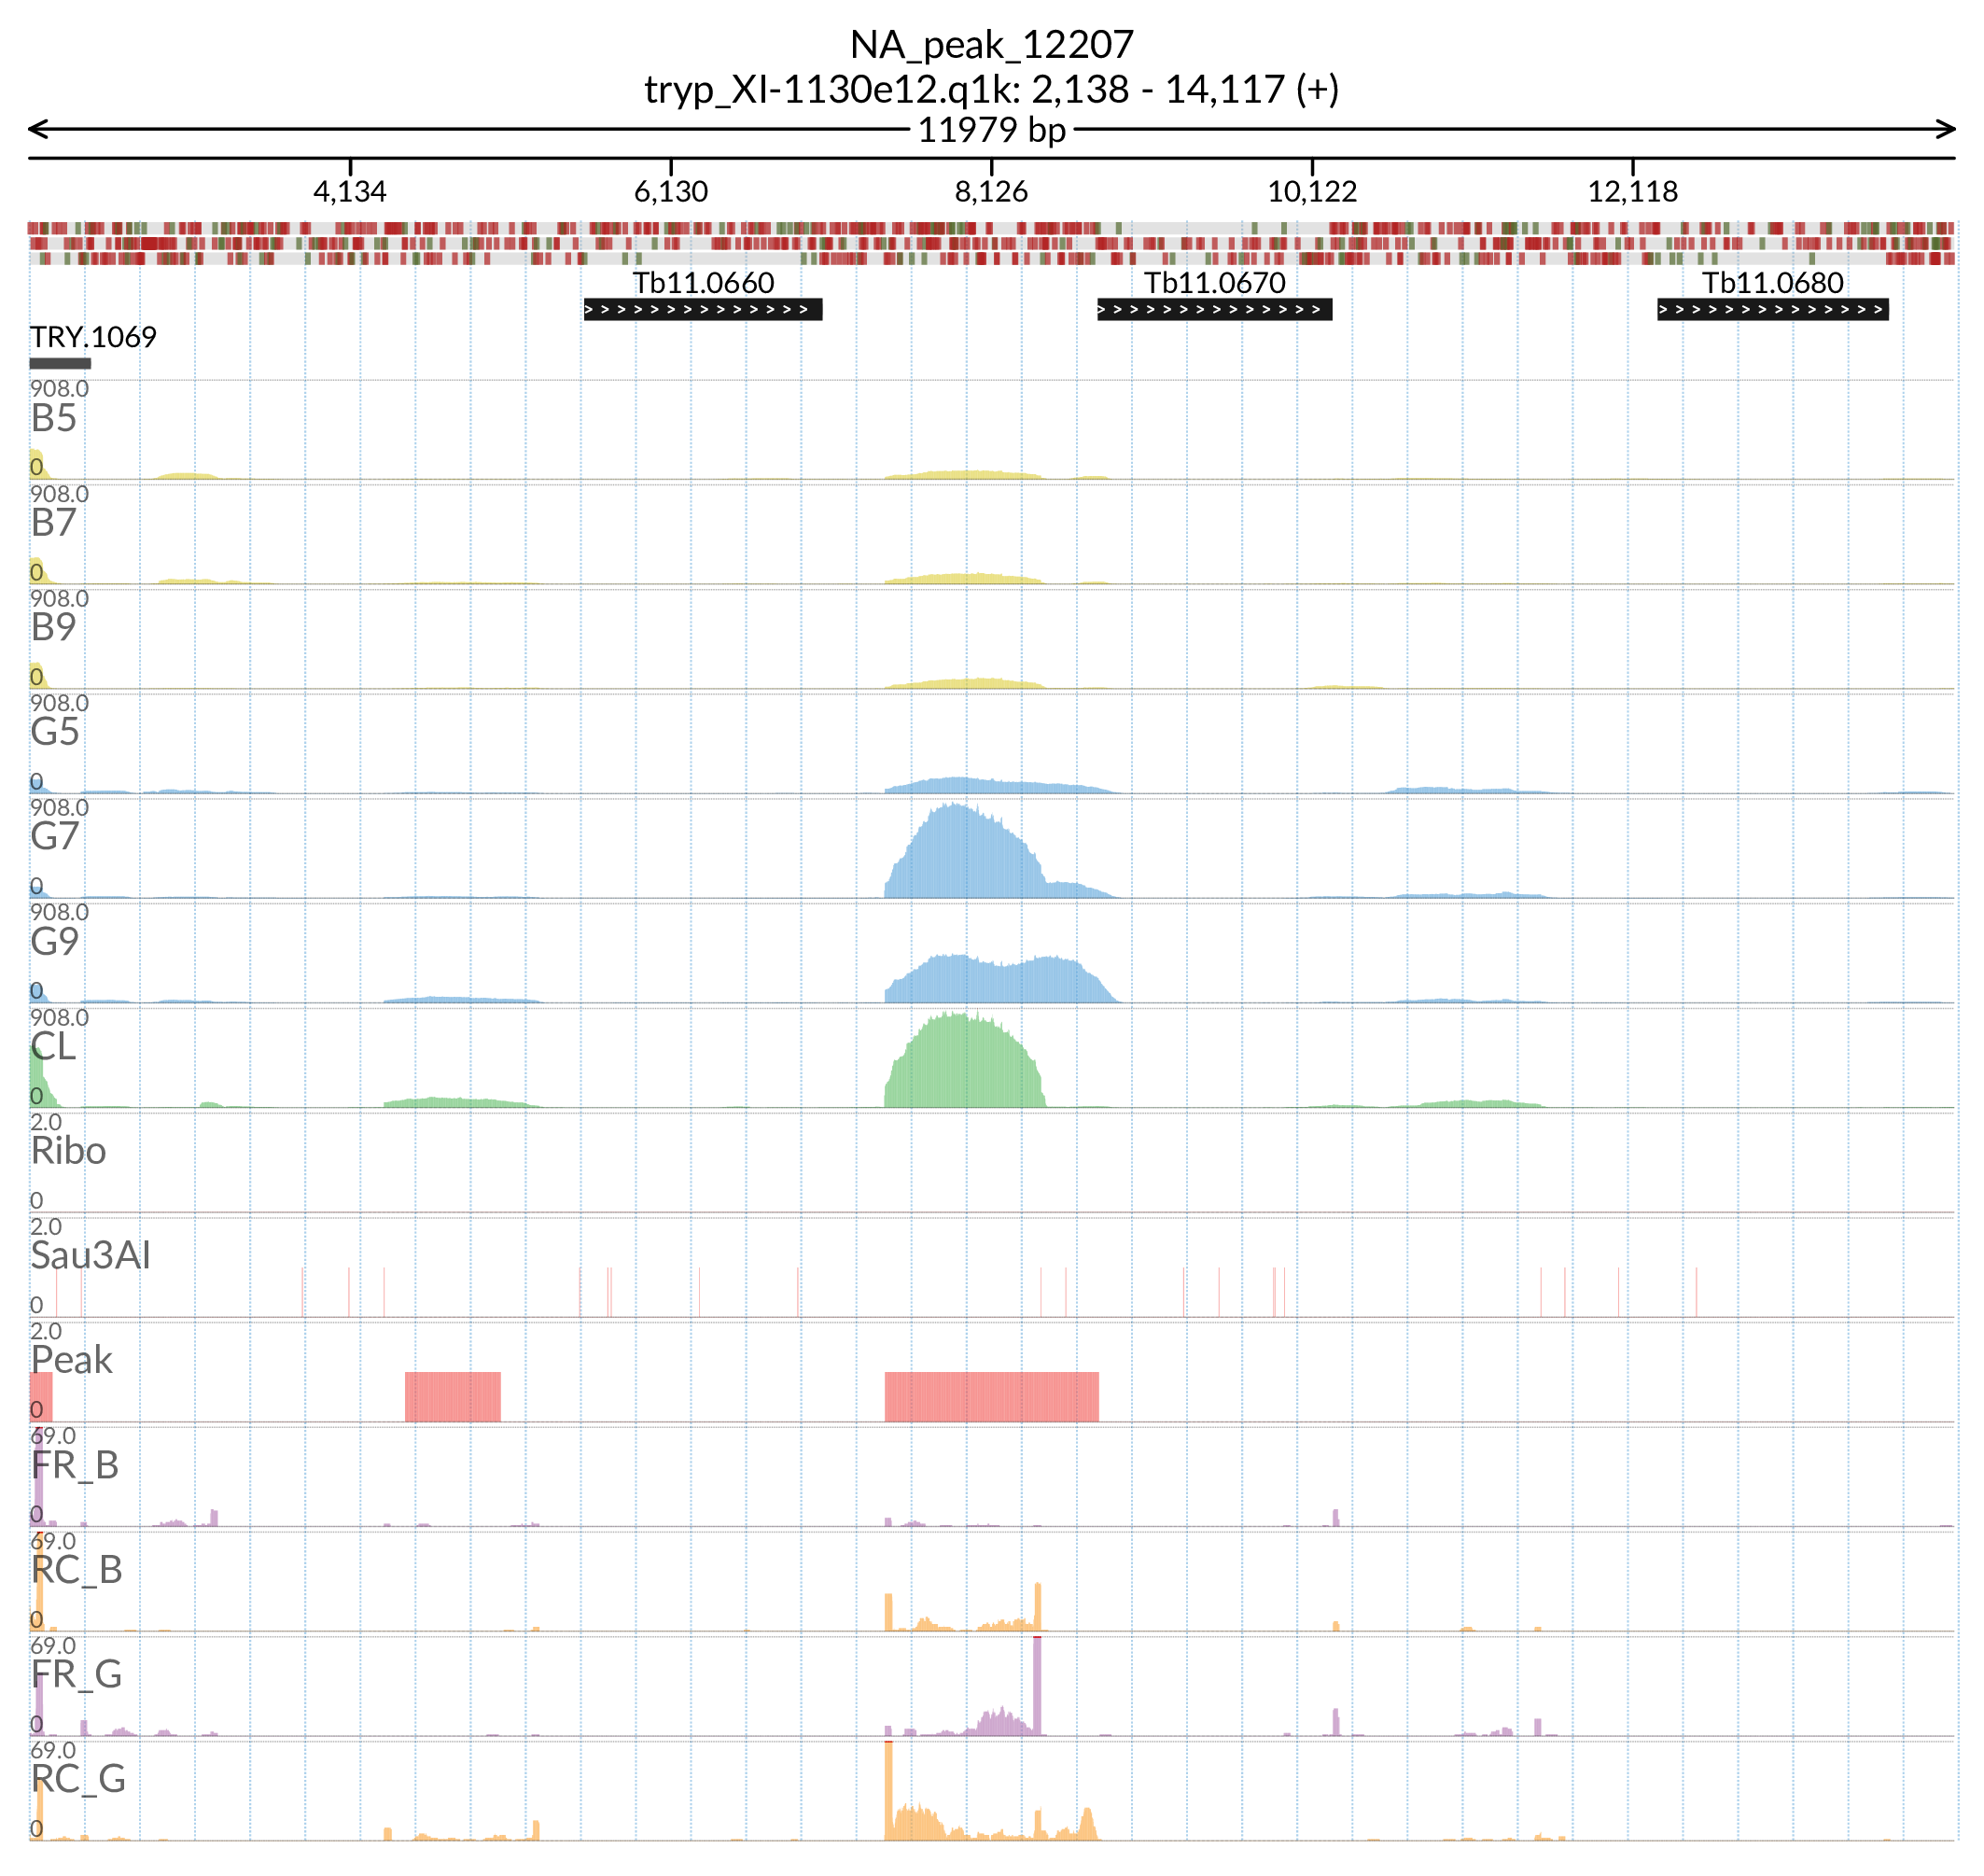 NA_peak_12207
tryp_XI-1130e12.q1k: 2,138 - 14,117 (+)
11979 bp
4,134 6,130 8,126 10,122 12,118
Tb11.0660 Tb11.0670 Tb11.0680
TRY.1069
908.0
B5
0
908.0
B7
0
908.0
B9
0
908.0
G5
0
908.0
G7
0
908.0
G9
0
908.0
CL
0
2.0
Ribo
0
2.0
Sau3AI
0
2.0
Peak
0
69.0
FR_B
0
69.0
RC_B
0
69.0
FR_G
0
69.0
RC_G
0